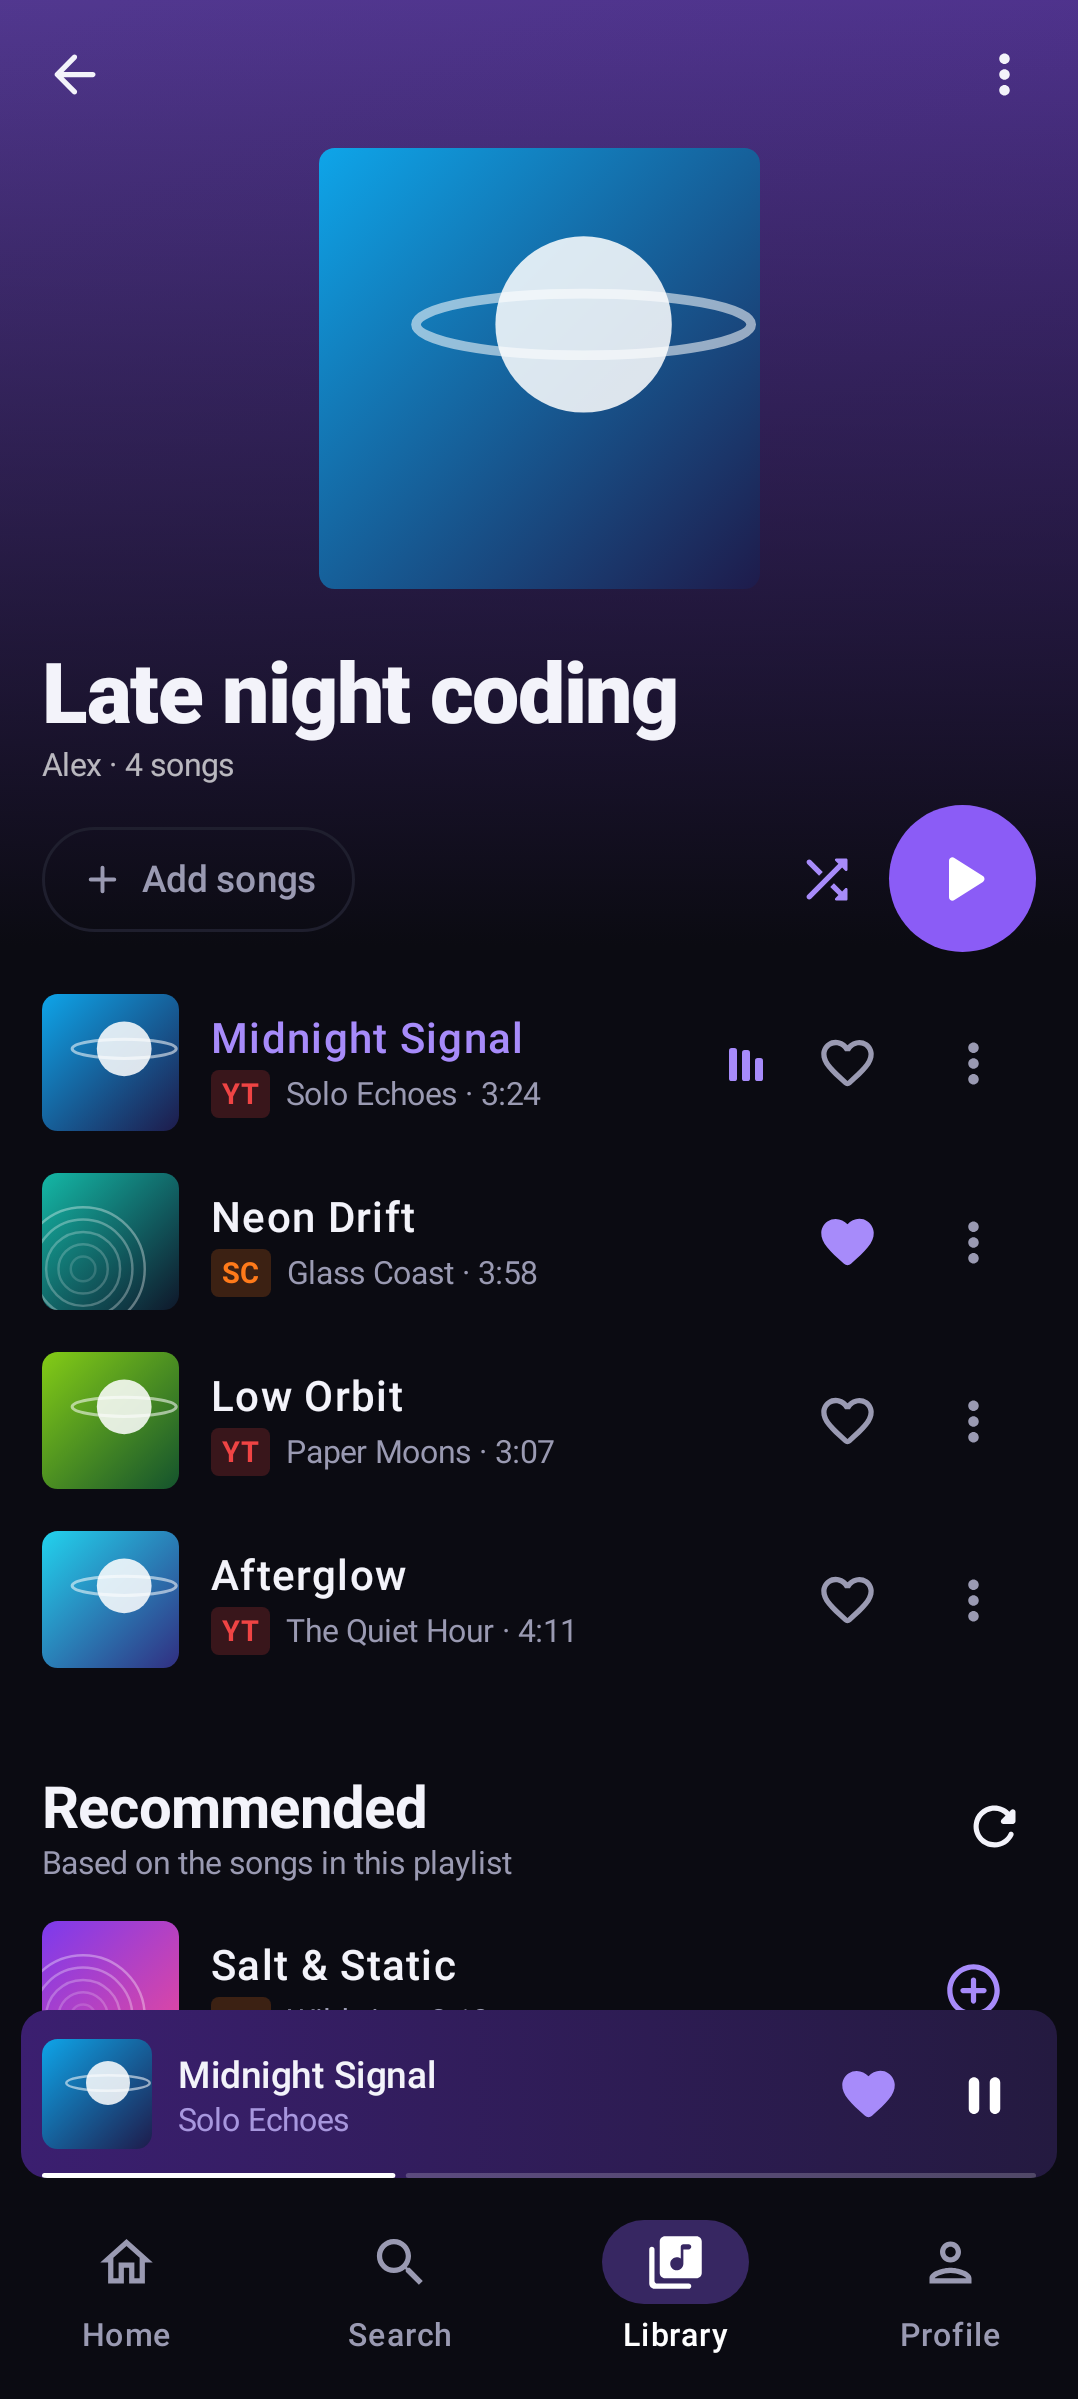 Late night coding
Alex · 4 songs
Add songs
Midnight Signal
YT Solo Echoes · 3:24
Neon Drift
SC Glass Coast · 3:58
Low Orbit
YT Paper Moons · 3:07
Afterglow
YT The Quiet Hour · 4:11
Recommended
Based on the songs in this playlist
Salt & Static
Midnight Signal
Solo Echoes
Home
Search
Library
Profile